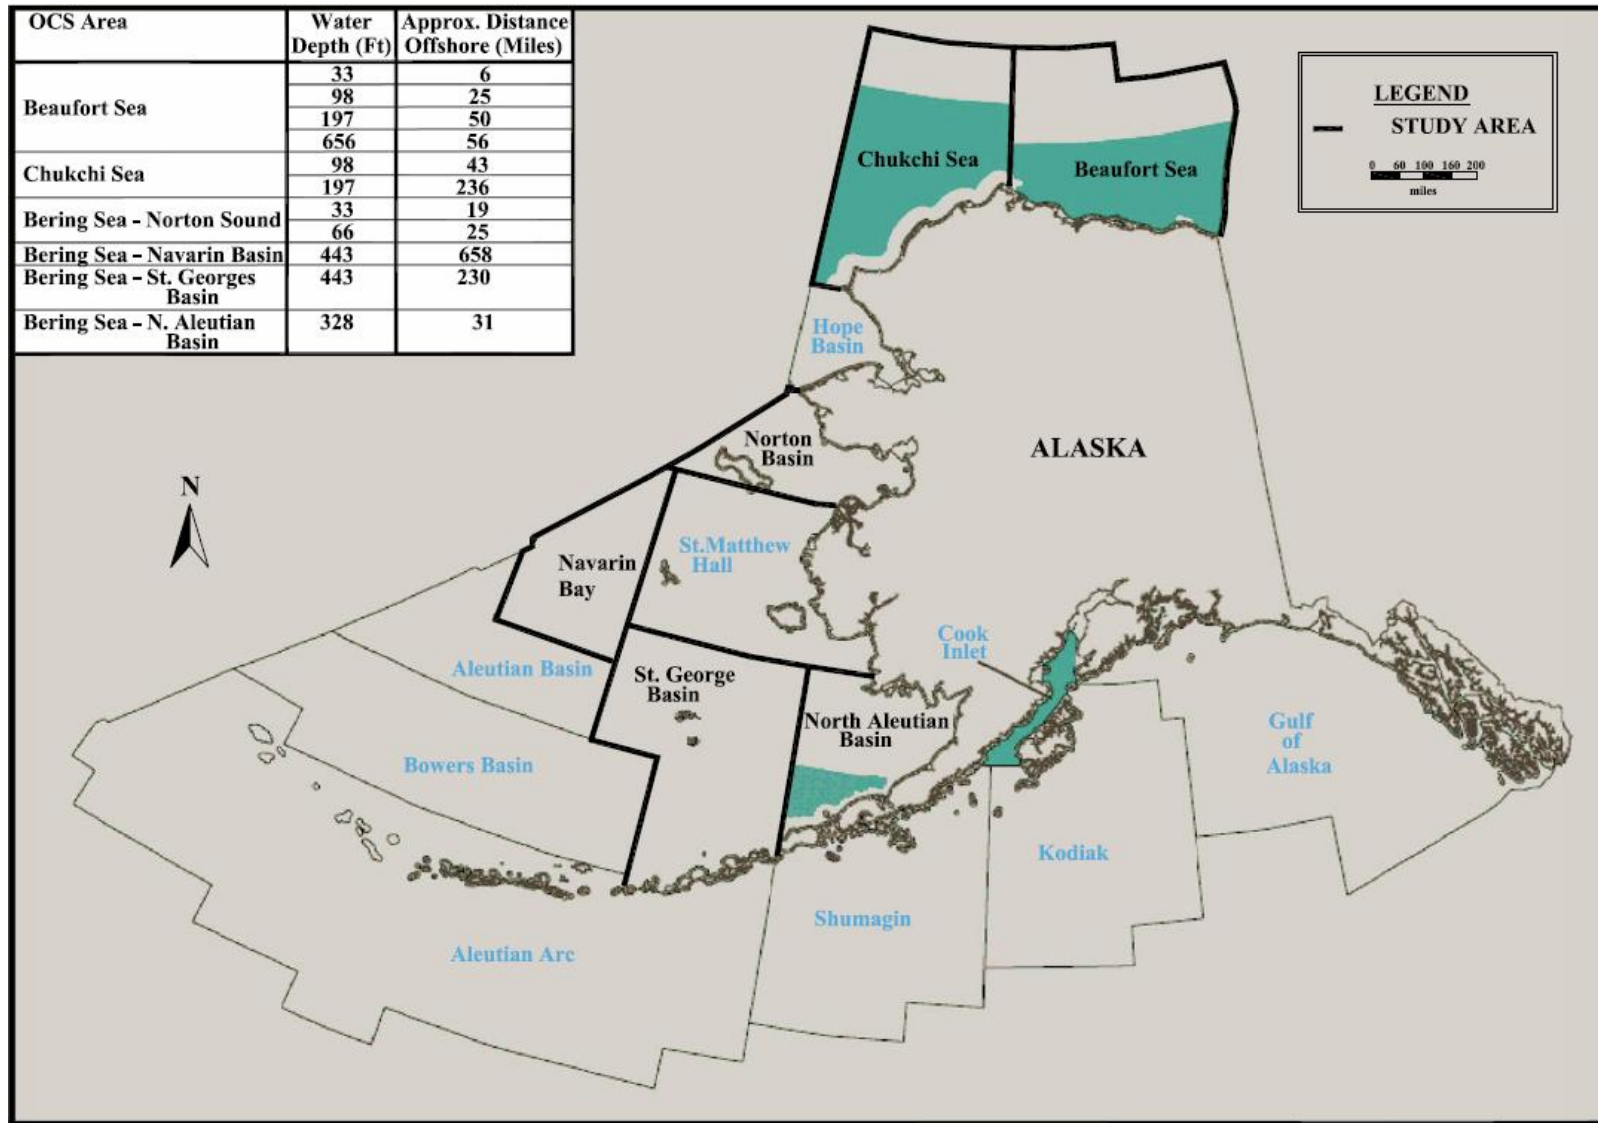 OCS Area Water Depth (Ft) Approx. Distance Offshore (Miles)
Beaufort Sea 33 6
98 25
197 50
656 56
Chukchi Sea 98 43
197 236
Bering Sea - Norton Sound 33 19
66 25
Bering Sea - Navarin Basin 443 658
Bering Sea - St. Georges Basin 443 230
Bering Sea - N. Aleutian Basin 328 31
LEGEND
STUDY AREA
0 60 100 160 200
miles
Chukchi Sea
Beaufort Sea
Hope
Basin
Norton
Basin
ALASKA
N
St.Matthew
Hall
Navarin
Bay
Cook
Inlet
Aleutian Basin
St. George
Basin
North Aleutian
Basin
Gulf
of
Alaska
Bowers Basin
Kodiak
Shumagin
Aleutian Arc